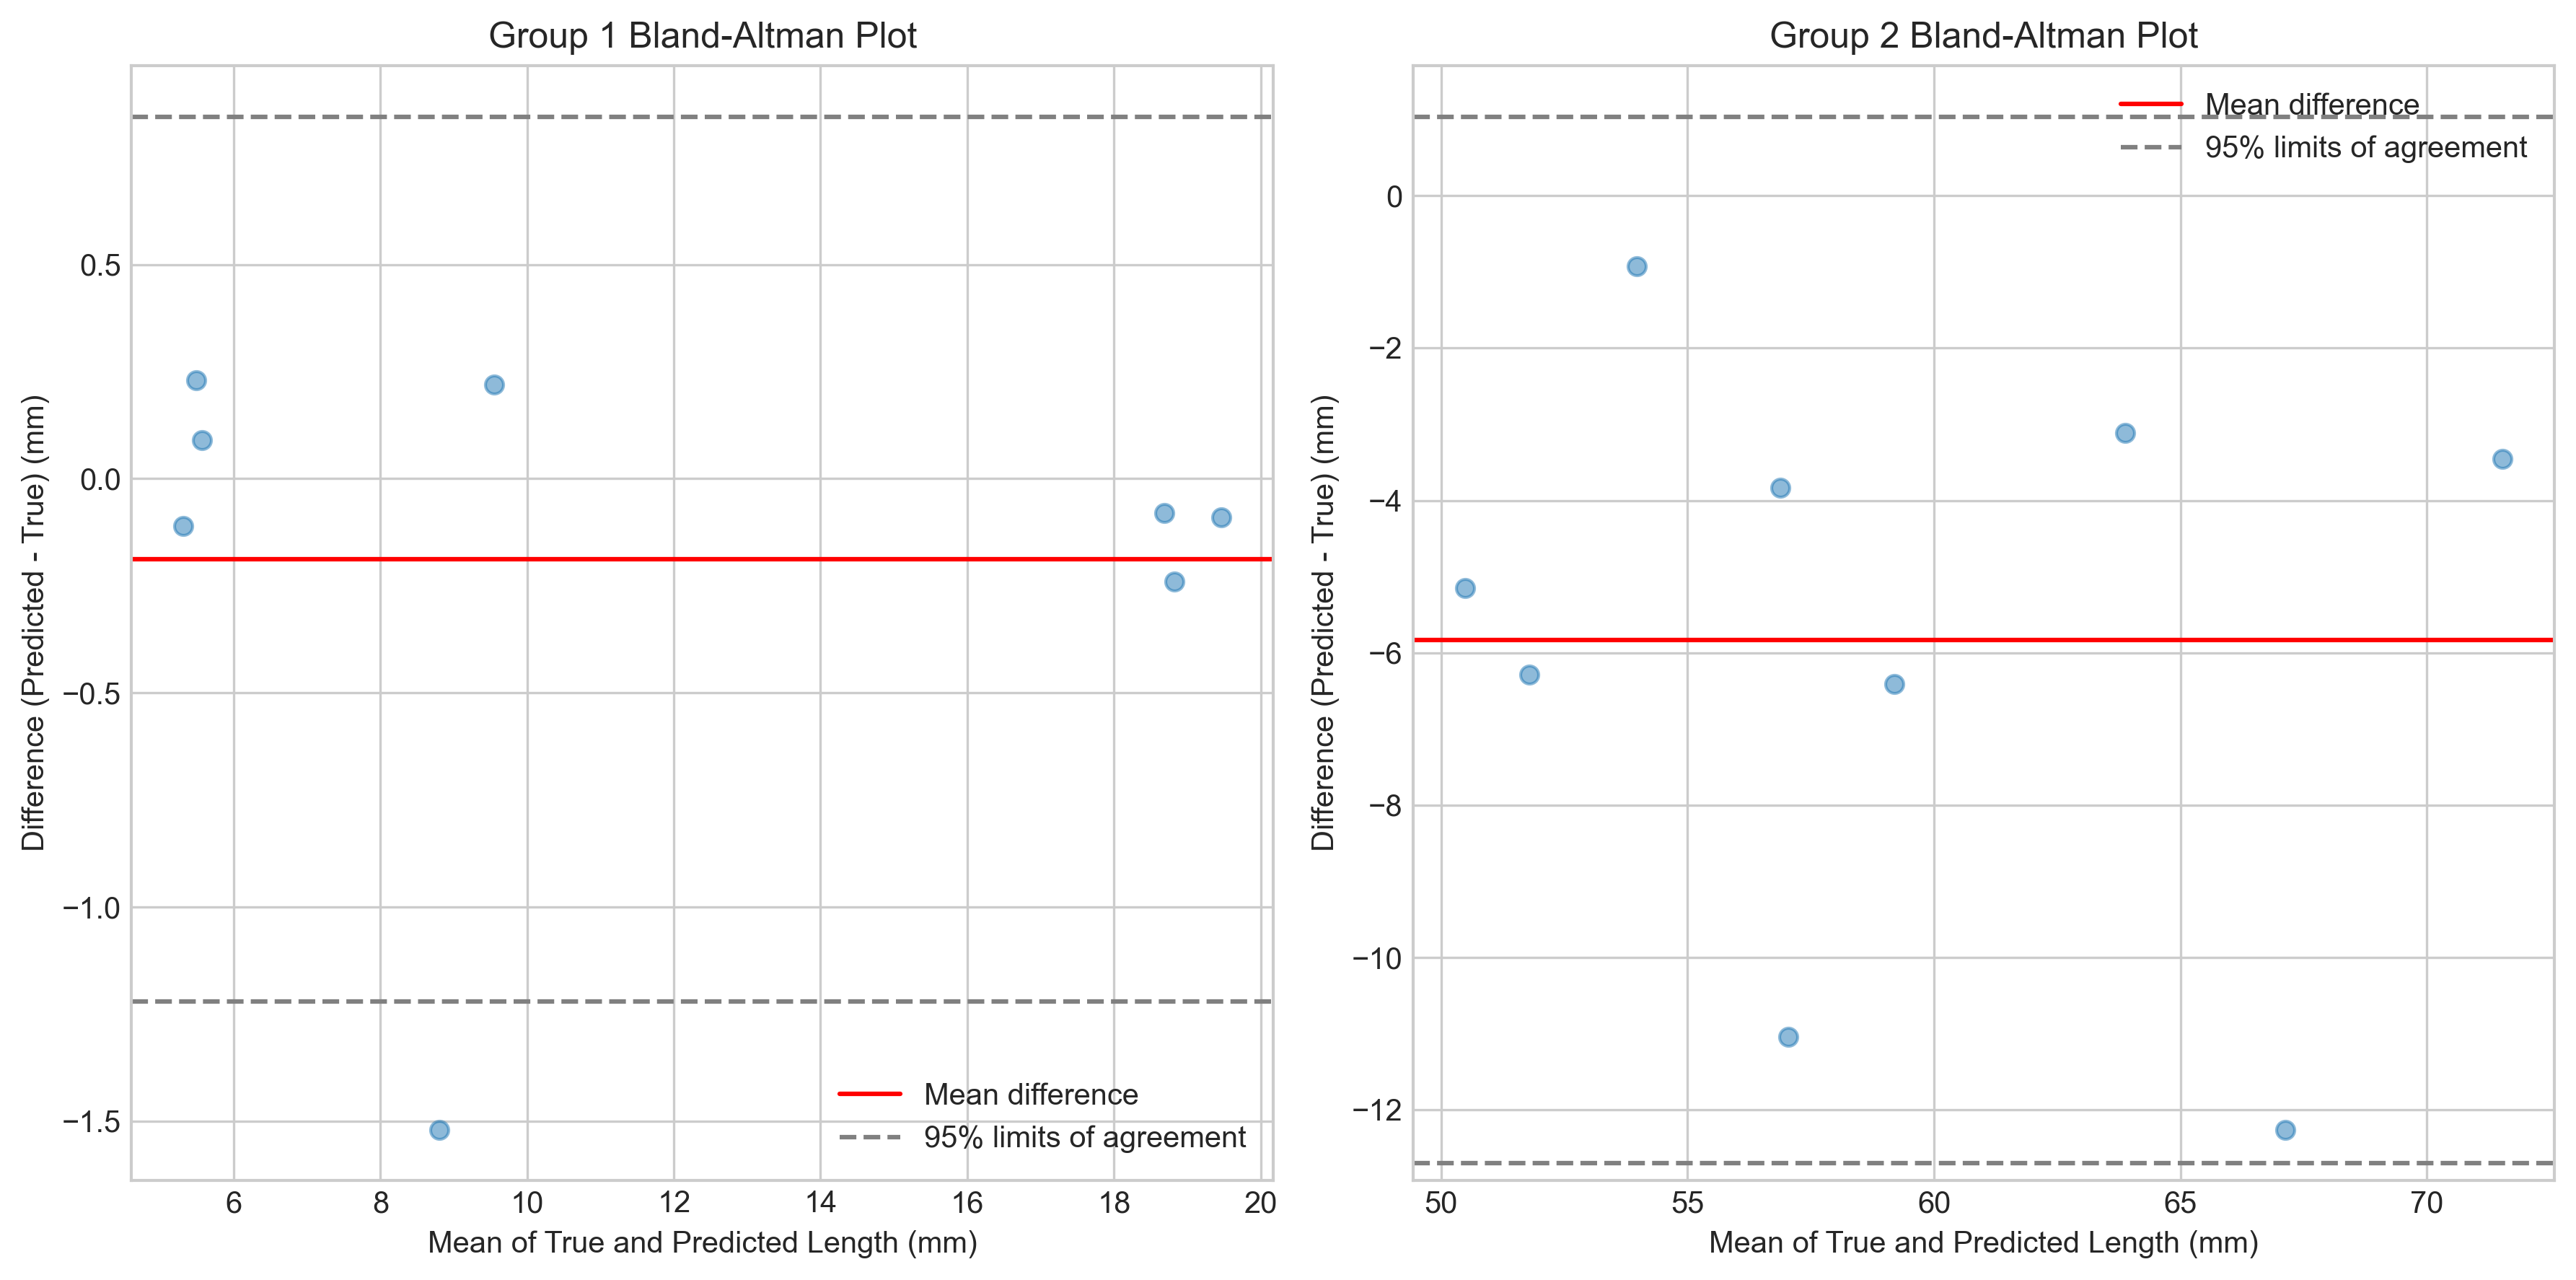 Group 1 Bland-Altman Plot
Difference (Predicted - True) (mm)
0.5
0.0
−0.5
−1.0
−1.5
Mean difference
95% limits of agreement
6 8 10 12 14 16 18 20
Mean of True and Predicted Length (mm)
Group 2 Bland-Altman Plot
Difference (Predicted - True) (mm)
Mean difference
95% limits of agreement
0
−2
−4
−6
−8
−10
−12
50 55 60 65 70
Mean of True and Predicted Length (mm)